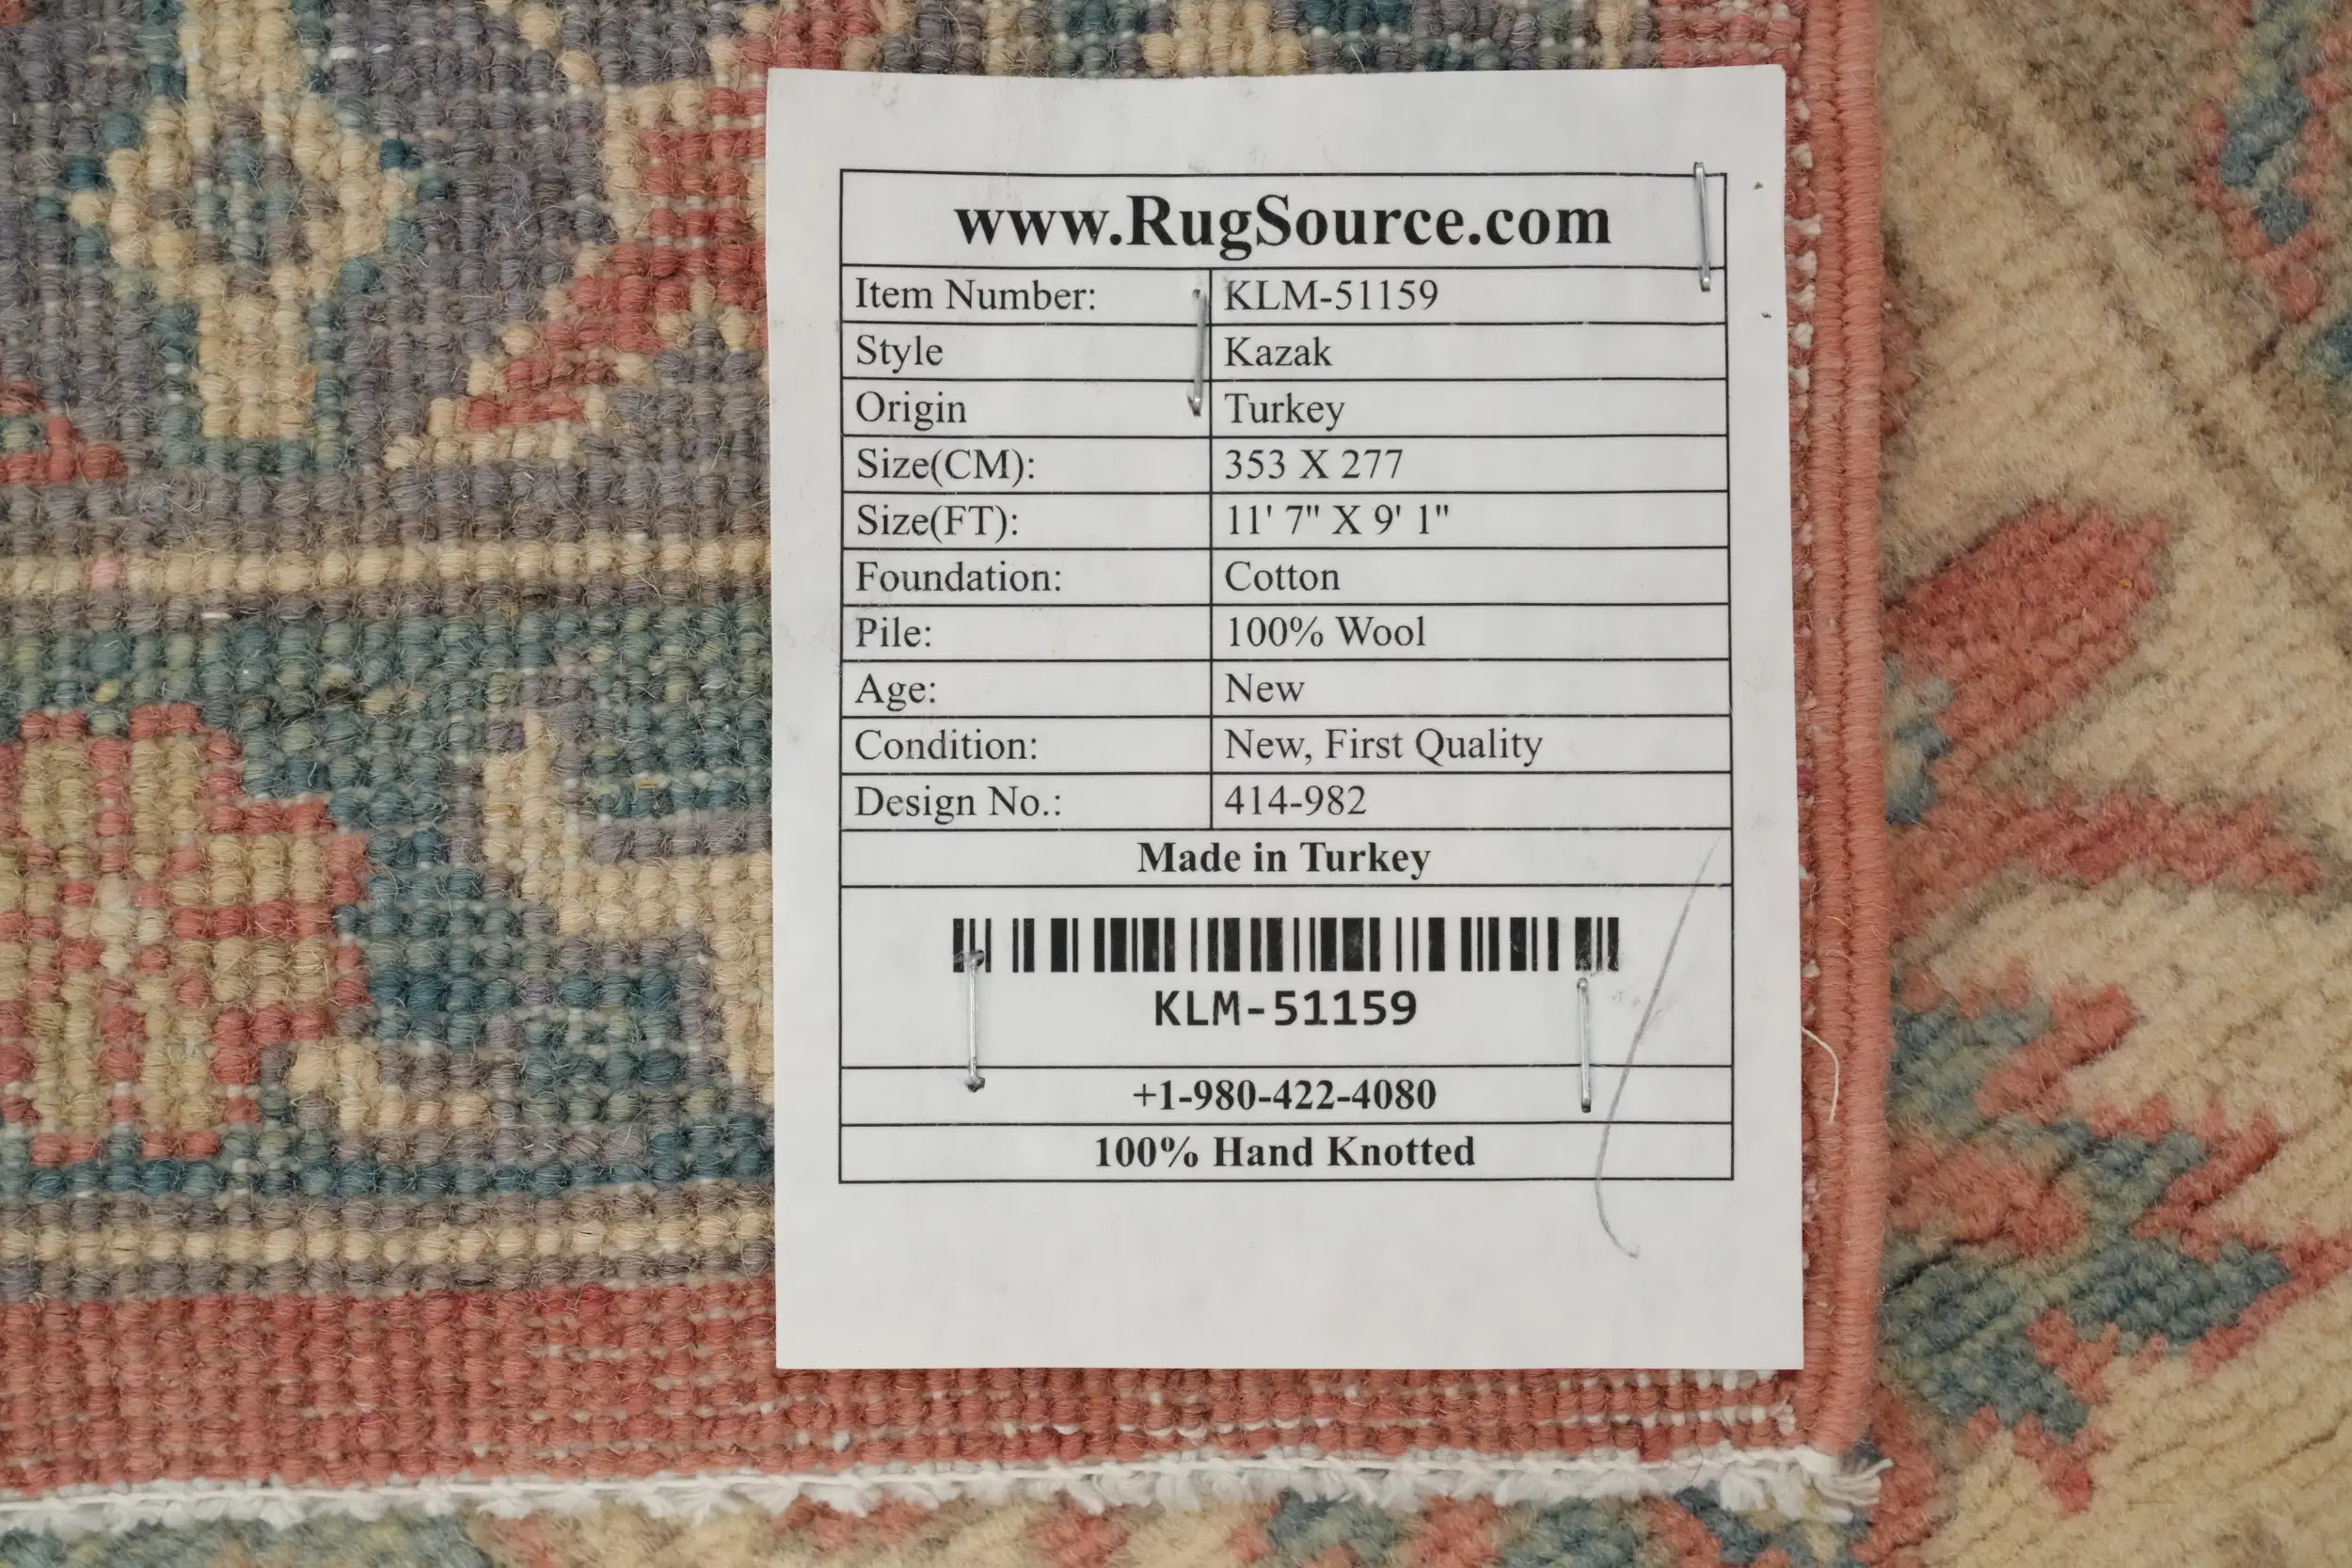 www.RugSource.com
Item Number: KLM-51159
Style Kazak
Origin Turkey
Size(CM): 353 X 277
Size(FT): 11' 7" X 9' 1"
Foundation: Cotton
Pile: 100% Wool
Age: New
Condition: New, First Quality
Design No.: 414-982
Made in Turkey
KLM-51159
+1-980-422-4080
100% Hand Knotted